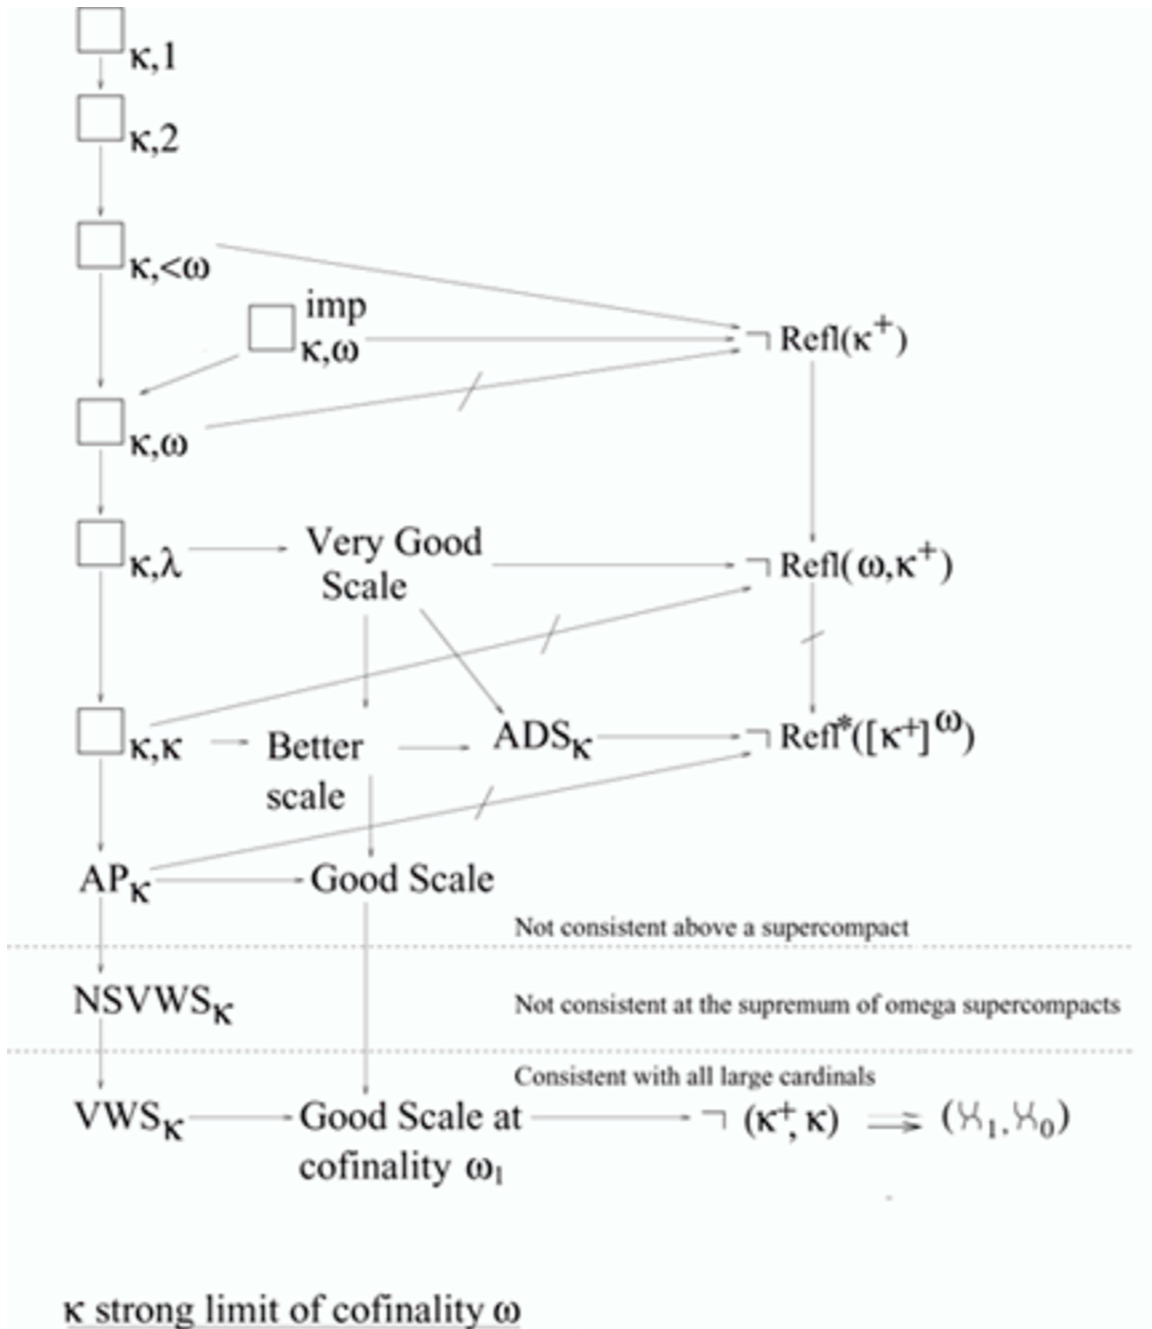 □κ,1
□κ,2
□κ,<ω
□ imp κ,ω
¬ Refl(κ⁺)
□κ,ω
□κ,λ
Very Good
Scale
¬ Refl(ω,κ⁺)
□κ,κ
Better
scale
ADSκ
¬ Refl*([κ⁺]ω)
APκ
Good Scale
Not consistent above a supercompact
NSVWSκ
Not consistent at the supremum of omega supercompacts
Consistent with all large cardinals
VWSκ
Good Scale at
cofinality ω₁
¬ (κ⁺, κ) ⇒ (ℵ₁, ℵ₀)
κ strong limit of cofinality ω